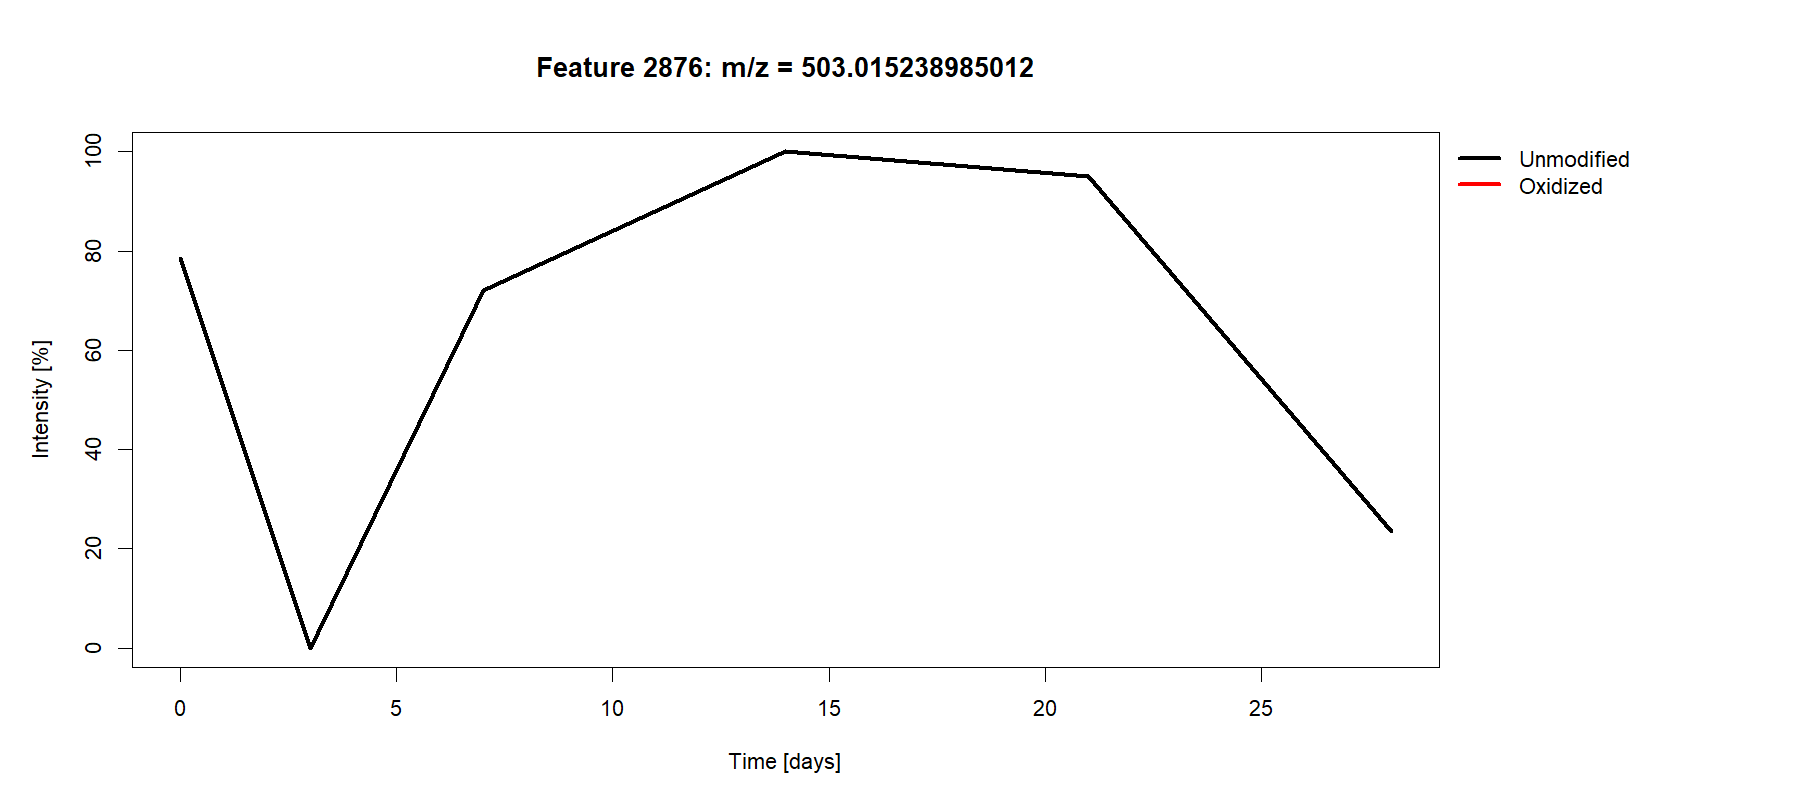 Feature 2876: m/z = 503.015238985012
Unmodified
Oxidized
Intensity [%]
100
80
60
40
20
0
0 5 10 15 20 25
Time [days]